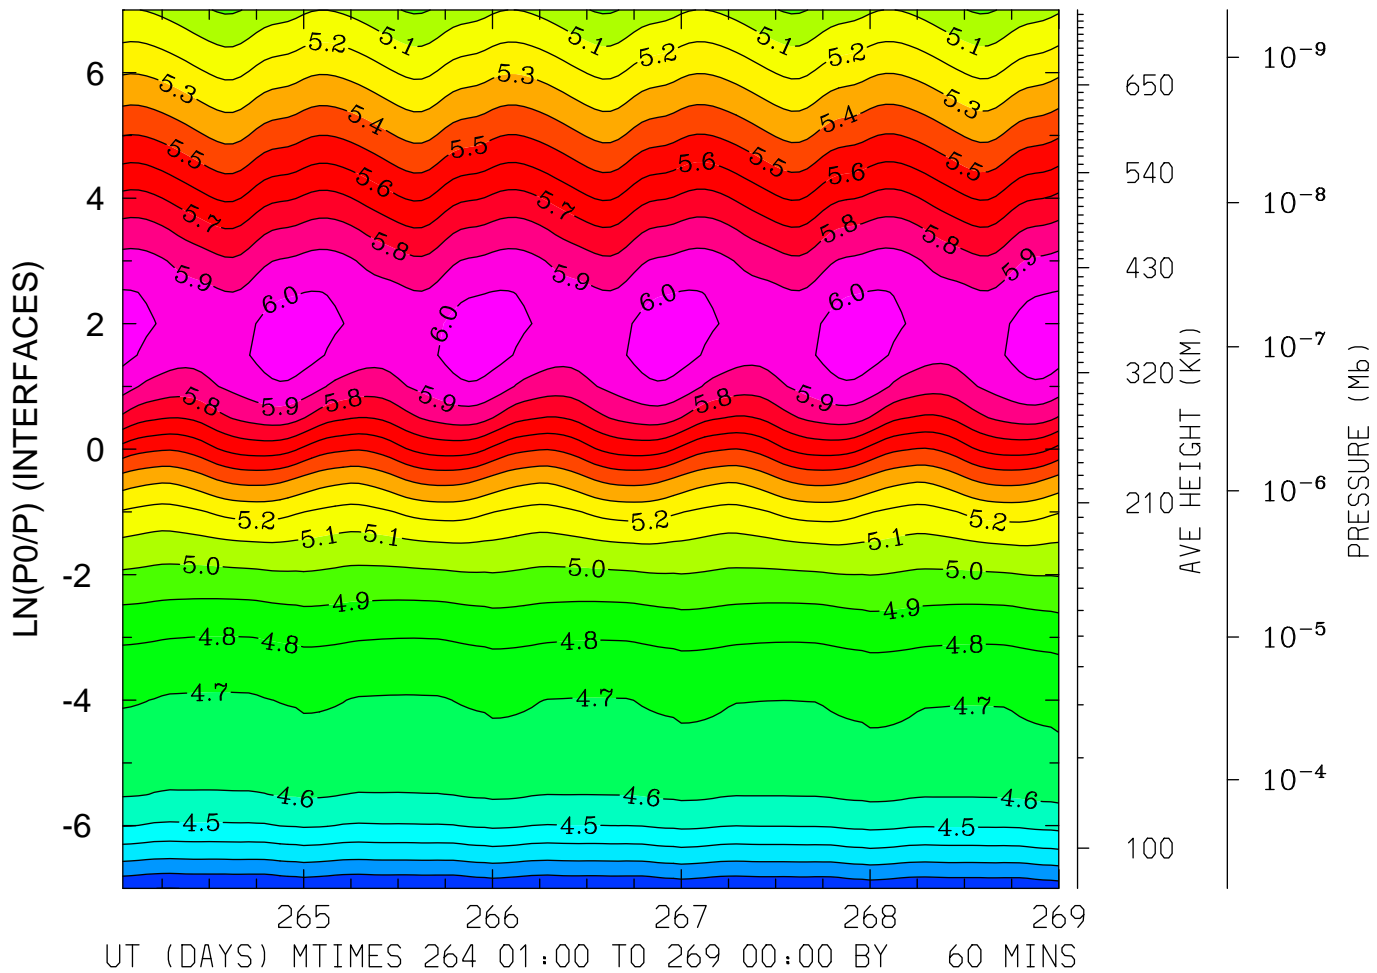 5.2 5.1 5.1 5.2 5.1 5.2 5.1
5.3 5.3 5.3
5.4 5.4
5.5 5.5 5.5 5.5
5.6 5.6 5.6
5.7 5.7
5.8 5.8 5.8
5.9 5.9 5.9
6.0 6.0 6.0 6.0
5.8 5.9 5.8 5.9 5.8 5.9
5.2 5.2 5.2
5.1 5.1 5.1
5.0 5.0 5.0
4.9 4.9
4.8 4.8 4.8 4.8
4.7 4.7 4.7
4.6 4.6 4.6
4.5 4.5 4.5
6
4
2
0
-2
-4
-6
LN(P0/P) (INTERFACES)
265 266 267 268 269
UT (DAYS) MTIMES 264 01:00 TO 269 00:00 BY 60 MINS
650
540
430
320
210
100
AVE HEIGHT (KM)
10⁻⁹
10⁻⁸
10⁻⁷
10⁻⁶
10⁻⁵
10⁻⁴
PRESSURE (Mb)